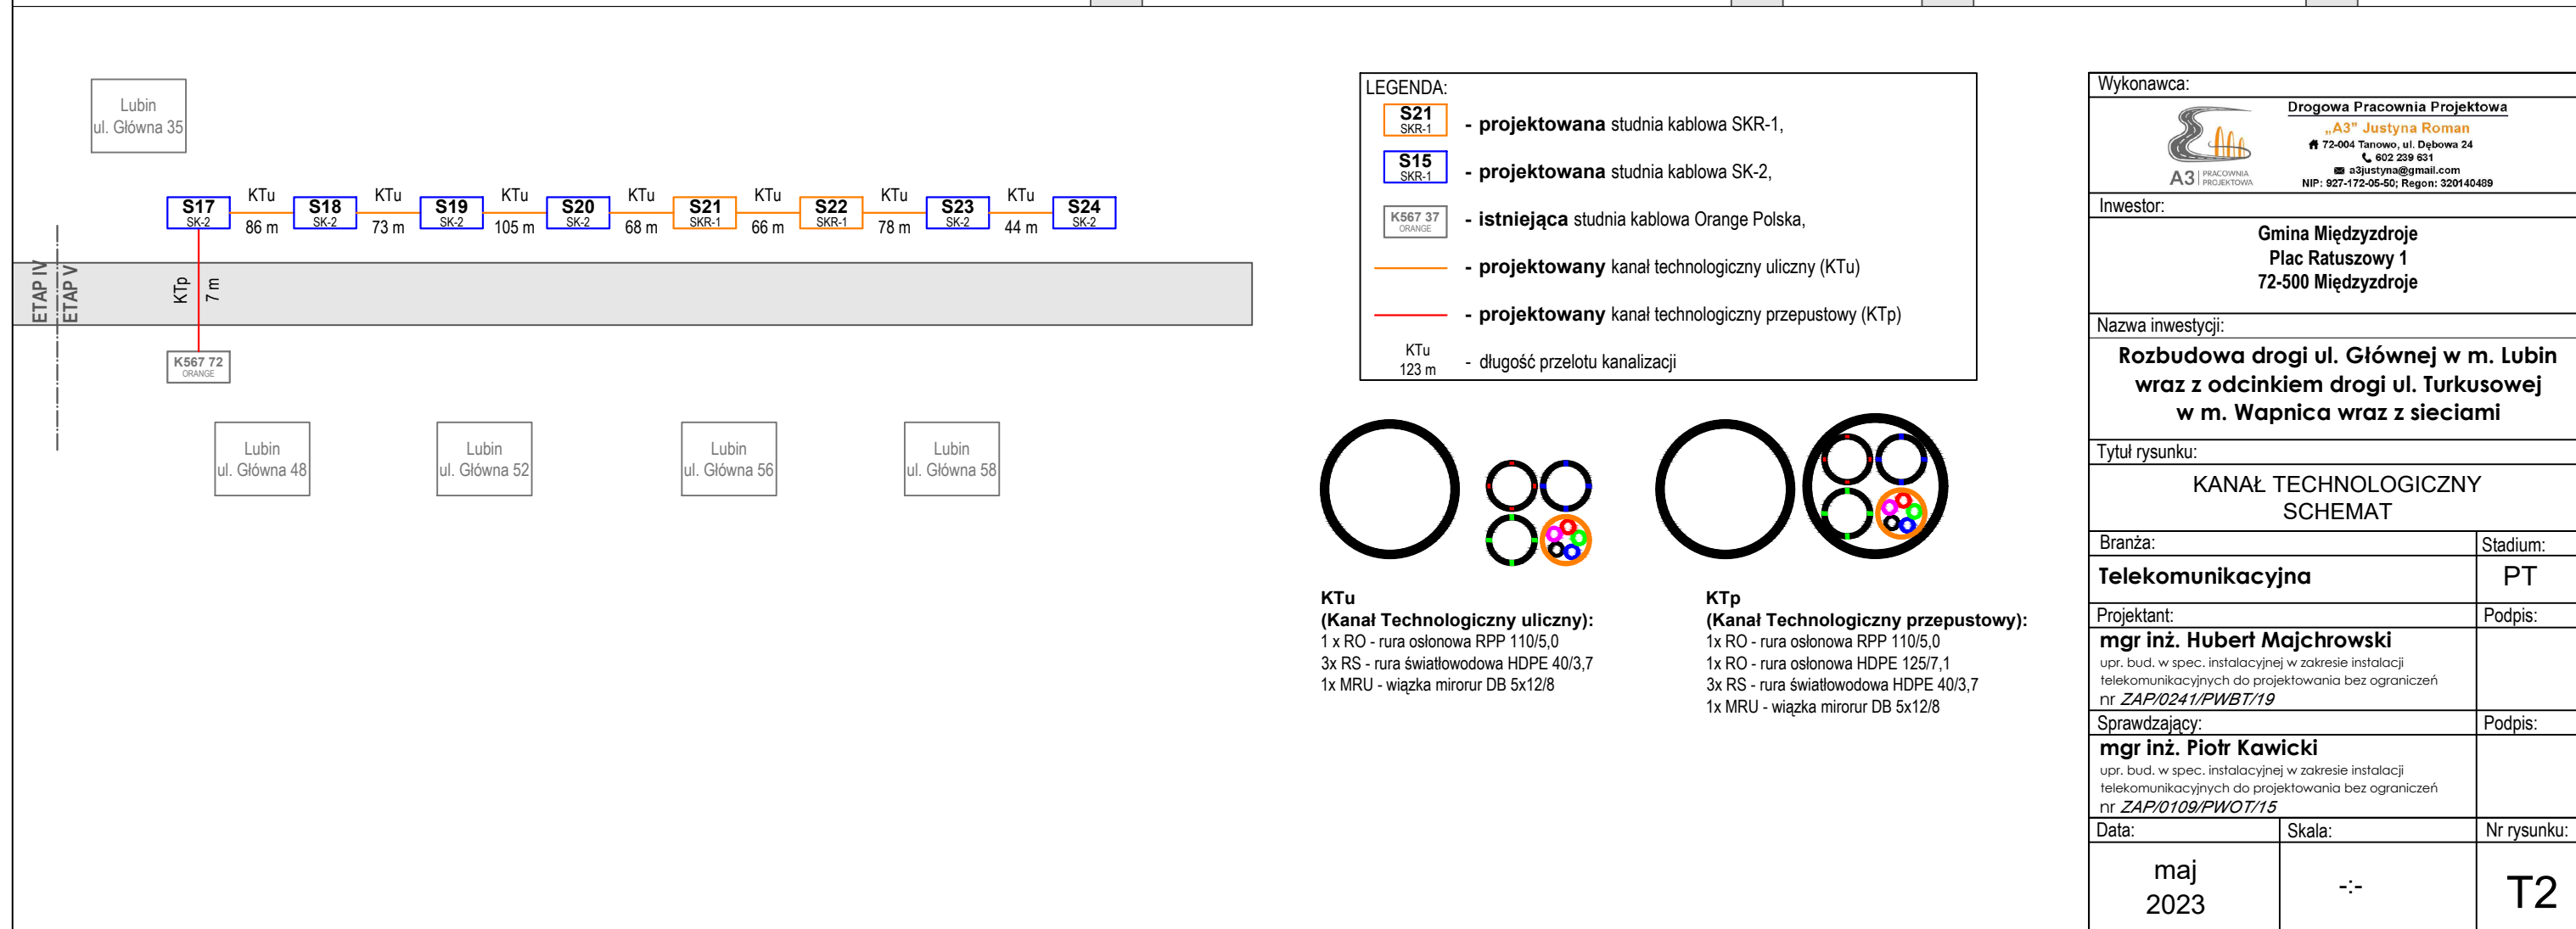 Lubin
ul. Główna 35
S17
SK-2
KTu
86 m
S18
SK-2
KTu
73 m
S19
SK-2
KTu
105 m
S20
SK-2
KTu
68 m
S21
SKR-1
KTu
66 m
S22
SKR-1
KTu
78 m
S23
SK-2
KTu
44 m
S24
SK-2
ETAP IV
ETAP V
KTp
7 m
K567 72
ORANGE
Lubin
ul. Główna 48
Lubin
ul. Główna 52
Lubin
ul. Główna 56
Lubin
ul. Główna 58
LEGENDA:
S21
SKR-1
- projektowana studnia kablowa SKR-1,
S15
SKR-1
- projektowana studnia kablowa SK-2,
K567 37
ORANGE
- istniejąca studnia kablowa Orange Polska,
- projektowany kanał technologiczny uliczny (KTu)
- projektowany kanał technologiczny przepustowy (KTp)
KTu
123 m
- długość przelotu kanalizacji
KTu
(Kanał Technologiczny uliczny):
1 x RO - rura osłonowa RPP 110/5,0
3x RS - rura światłowodowa HDPE 40/3,7
1x MRU - wiązka mirorur DB 5x12/8
KTp
(Kanał Technologiczny przepustowy):
1x RO - rura osłonowa RPP 110/5,0
1x RO - rura osłonowa HDPE 125/7,1
3x RS - rura światłowodowa HDPE 40/3,7
1x MRU - wiązka mirorur DB 5x12/8
Wykonawca:
A3 PRACOWNIA
PROJEKTOWA
Drogowa Pracownia Projektowa
„A3" Justyna Roman
72-004 Tanowo, ul. Dębowa 24
602 239 631
a3justyna@gmail.com
NIP: 927-172-05-50; Regon: 320140489
Inwestor:
Gmina Międzyzdroje
Plac Ratuszowy 1
72-500 Międzyzdroje
Nazwa inwestycji:
Rozbudowa drogi ul. Głównej w m. Lubin
wraz z odcinkiem drogi ul. Turkusowej
w m. Wapnica wraz z sieciami
Tytuł rysunku:
KANAŁ TECHNOLOGICZNY
SCHEMAT
Branża:
Stadium:
Telekomunikacyjna
PT
Projektant:
Podpis:
mgr inż. Hubert Majchrowski
upr. bud. w spec. instalacyjnej w zakresie instalacji
telekomunikacyjnych do projektowania bez ograniczeń
nr ZAP/0241/PWBT/19
Sprawdzający:
Podpis:
mgr inż. Piotr Kawicki
upr. bud. w spec. instalacyjnej w zakresie instalacji
telekomunikacyjnych do projektowania bez ograniczeń
nr ZAP/0109/PWOT/15
Data:
Skala:
Nr rysunku:
maj
2023
-:-
T2